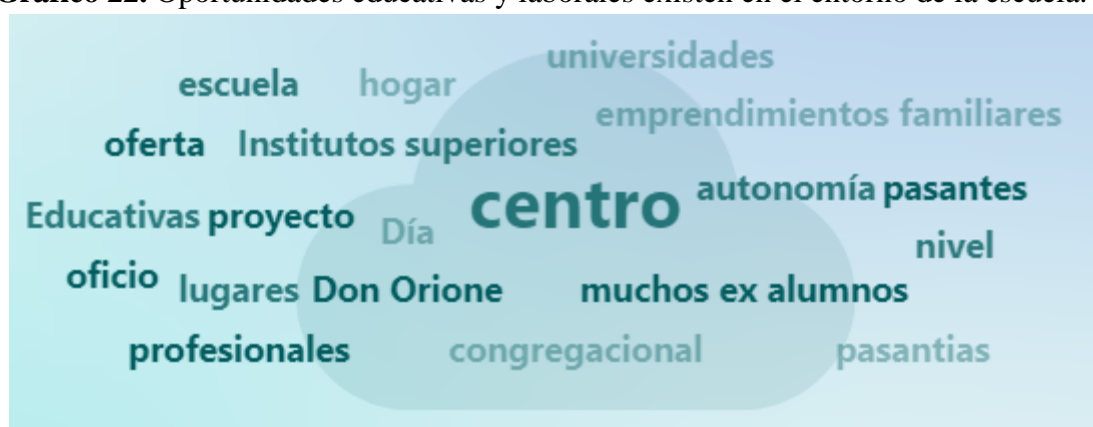 Gráfico 22. Oportunidades educativas y laborales existen en el entorno de la escuela.
universidades
escuela hogar
emprendimientos familiares
oferta Institutos superiores
centro autonomía pasantes
Educativas proyecto Día
nivel
oficio lugares Don Orione muchos ex alumnos
profesionales congregacional pasantias